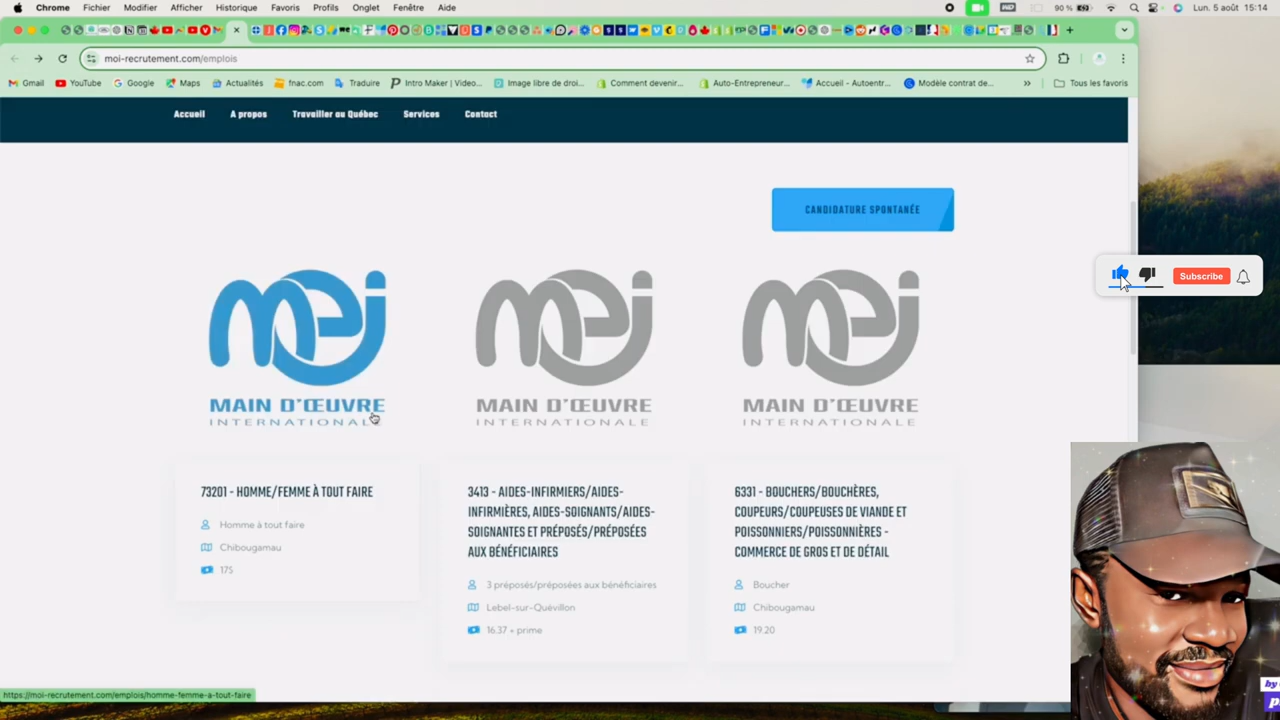 Chrome Fichier Modifier Afficher Historique Favoris Profils Onglet Fenêtre Aide 90 % Lun. 5 août 15:14
moi-recrutement.com/emplois
Gmail YouTube Google Maps Actualités fnac.com Traduire Intro Maker | Video... Image libre de droi... Comment devenir... Auto-Entrepreneur... Accueil - Autoentr... Modèle contrat de... » Tous les favoris
Accueil A propos Travailler au Québec Services Contact
CANDIDATURE SPONTANÉE
Subscribe
moi moi moi
MAIN D'ŒUVRE MAIN D'ŒUVRE MAIN D'ŒUVRE
INTERNATIONALE INTERNATIONALE INTERNATIONALE
73201 - HOMME/FEMME À TOUT FAIRE
Homme à tout faire
Chibougamau
17$
3413 - AIDES-INFIRMIERS/AIDES-
INFIRMIÈRES, AIDES-SOIGNANTS/AIDES-
SOIGNANTES ET PRÉPOSÉS/PRÉPOSÉES
AUX BÉNÉFICIAIRES
3 préposés/préposées aux bénéficiaires
Lebel-sur-Quévillon
16.37 + prime
6331 - BOUCHERS/BOUCHÈRES,
COUPEURS/COUPEUSES DE VIANDE ET
POISSONNIERS/POISSONNIÈRES -
COMMERCE DE GROS ET DE DÉTAIL
Boucher
Chibougamau
19.20
https://moi-recrutement.com/emplois/homme-femme-a-tout-faire
by